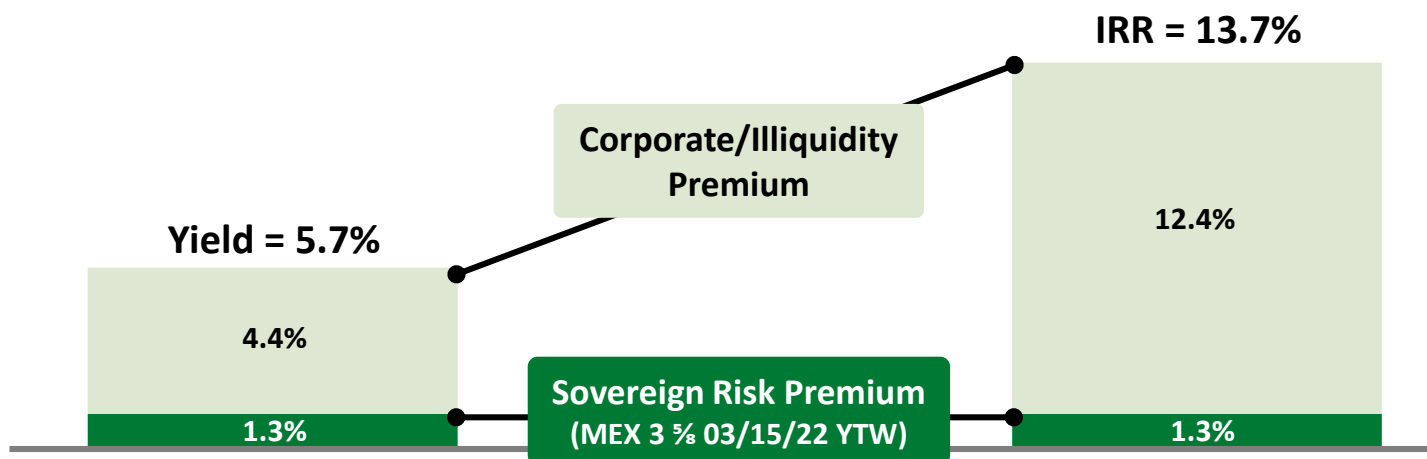 IRR = 13.7%
Corporate/Illiquidity
Premium
12.4%
Yield = 5.7%
4.4%
Sovereign Risk Premium
(MEX 3 ⅝ 03/15/22 YTW)
1.3%
1.3%